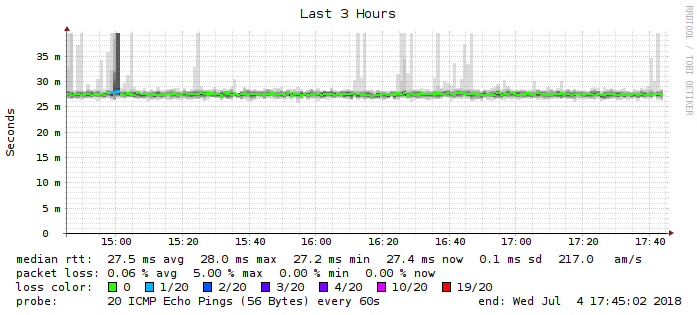 Last 3 Hours
RRDTOOL / TOBI OETIKER
Seconds
35 m
30 m
25 m
20 m
15 m
10 m
5 m
0
15:00 15:20 15:40 16:00 16:20 16:40 17:00 17:20 17:40
median rtt: 27.5 ms avg 28.0 ms max 27.2 ms min 27.4 ms now 0.1 ms sd 217.0 am/s
packet loss: 0.06 % avg 5.00 % max 0.00 % min 0.00 % now
loss color: 0 1/20 2/20 3/20 4/20 10/20 19/20
probe: 20 ICMP Echo Pings (56 Bytes) every 60s end: Wed Jul 4 17:45:02 2018